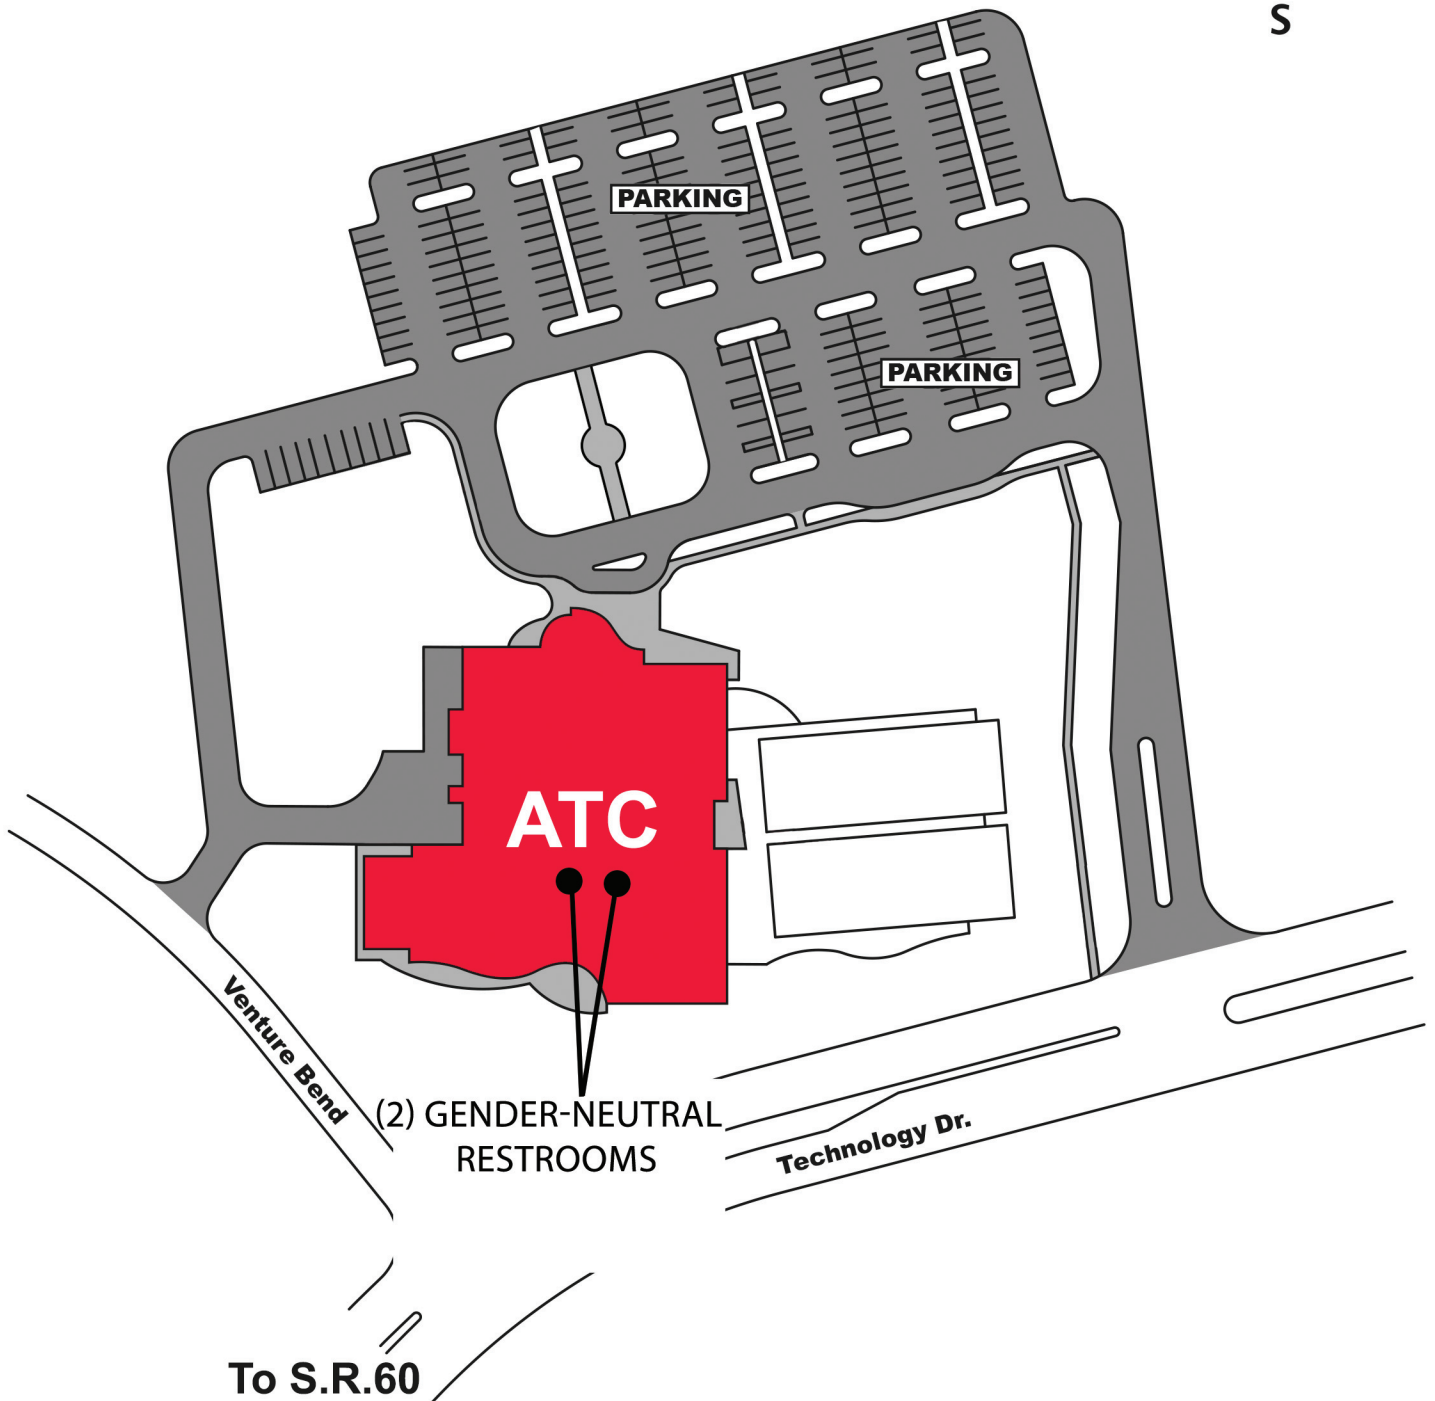 S
PARKING
PARKING
ATC
Venture Bend
(2) GENDER-NEUTRAL
RESTROOMS
Technology Dr.
To S.R.60